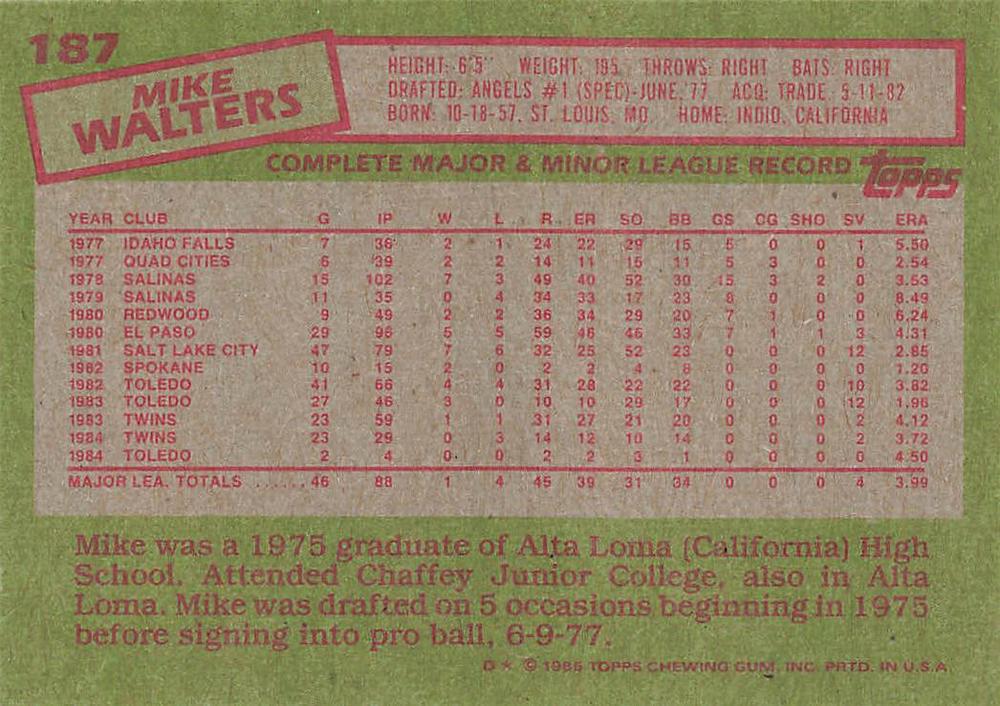 187
MIKE
WALTERS
HEIGHT: 6'5" WEIGHT: 195 THROWS: RIGHT BATS: RIGHT
DRAFTED: ANGELS #1 (SPEC)-JUNE, '77 ACQ: TRADE, 5-11-82
BORN: 10-18-57, ST. LOUIS, MO. HOME: INDIO, CALIFORNIA
COMPLETE MAJOR & MINOR LEAGUE RECORD topps
YEAR CLUB G IP W L R ER SO BB GS CG SHO SV ERA
1977 IDAHO FALLS 7 36 2 1 24 22 29 15 5 0 0 1 5.50
1977 QUAD CITIES 6 39 2 2 14 11 15 11 5 3 0 0 2.54
1978 SALINAS 15 102 7 3 49 40 52 30 15 3 2 0 3.53
1979 SALINAS 11 35 0 4 34 33 17 23 8 0 0 0 8.49
1980 REDWOOD 9 49 2 2 36 34 29 20 7 1 0 0 6.24
1980 EL PASO 29 96 5 5 59 46 46 33 7 1 1 3 4.31
1981 SALT LAKE CITY 47 79 7 6 32 25 52 23 0 0 0 12 2.85
1982 SPOKANE 10 15 2 0 2 2 4 8 0 0 0 0 1.20
1982 TOLEDO 41 66 4 4 31 28 22 22 0 0 0 10 3.82
1983 TOLEDO 27 46 3 0 10 10 29 17 0 0 0 12 1.96
1983 TWINS 23 59 1 1 31 27 21 20 0 0 0 2 4.12
1984 TWINS 23 29 0 3 14 12 10 14 0 0 0 2 3.72
1984 TOLEDO 2 4 0 0 2 2 3 1 0 0 0 0 4.50
MAJOR LEA. TOTALS ...... 46 88 1 4 45 39 31 34 0 0 0 4 3.99
Mike was a 1975 graduate of Alta Loma (California) High
School. Attended Chaffey Junior College, also in Alta
Loma. Mike was drafted on 5 occasions beginning in 1975
before signing into pro ball, 6-9-77.
D* © 1985 TOPPS CHEWING GUM, INC. PRTD. IN U.S.A.